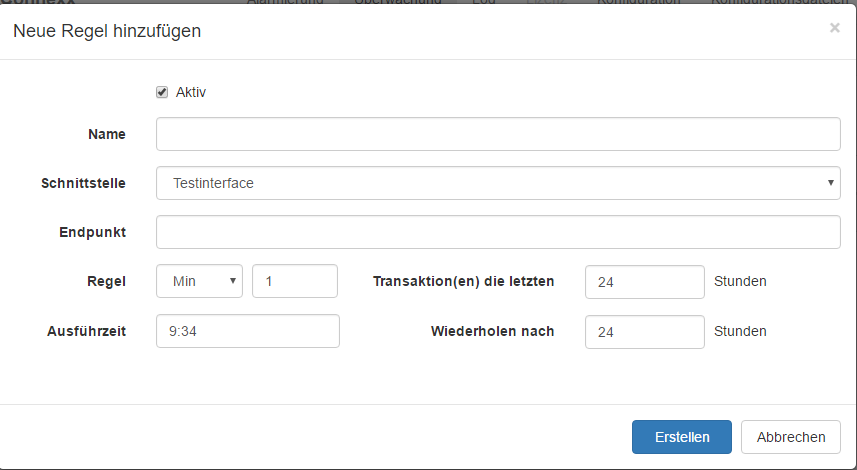 Neue Regel hinzufügen ×
Aktiv
Name
Schnittstelle Testinterface
Endpunkt
Regel Min 1 Transaktion(en) die letzten 24 Stunden
Ausführzeit 9:34 Wiederholen nach 24 Stunden
Erstellen Abbrechen